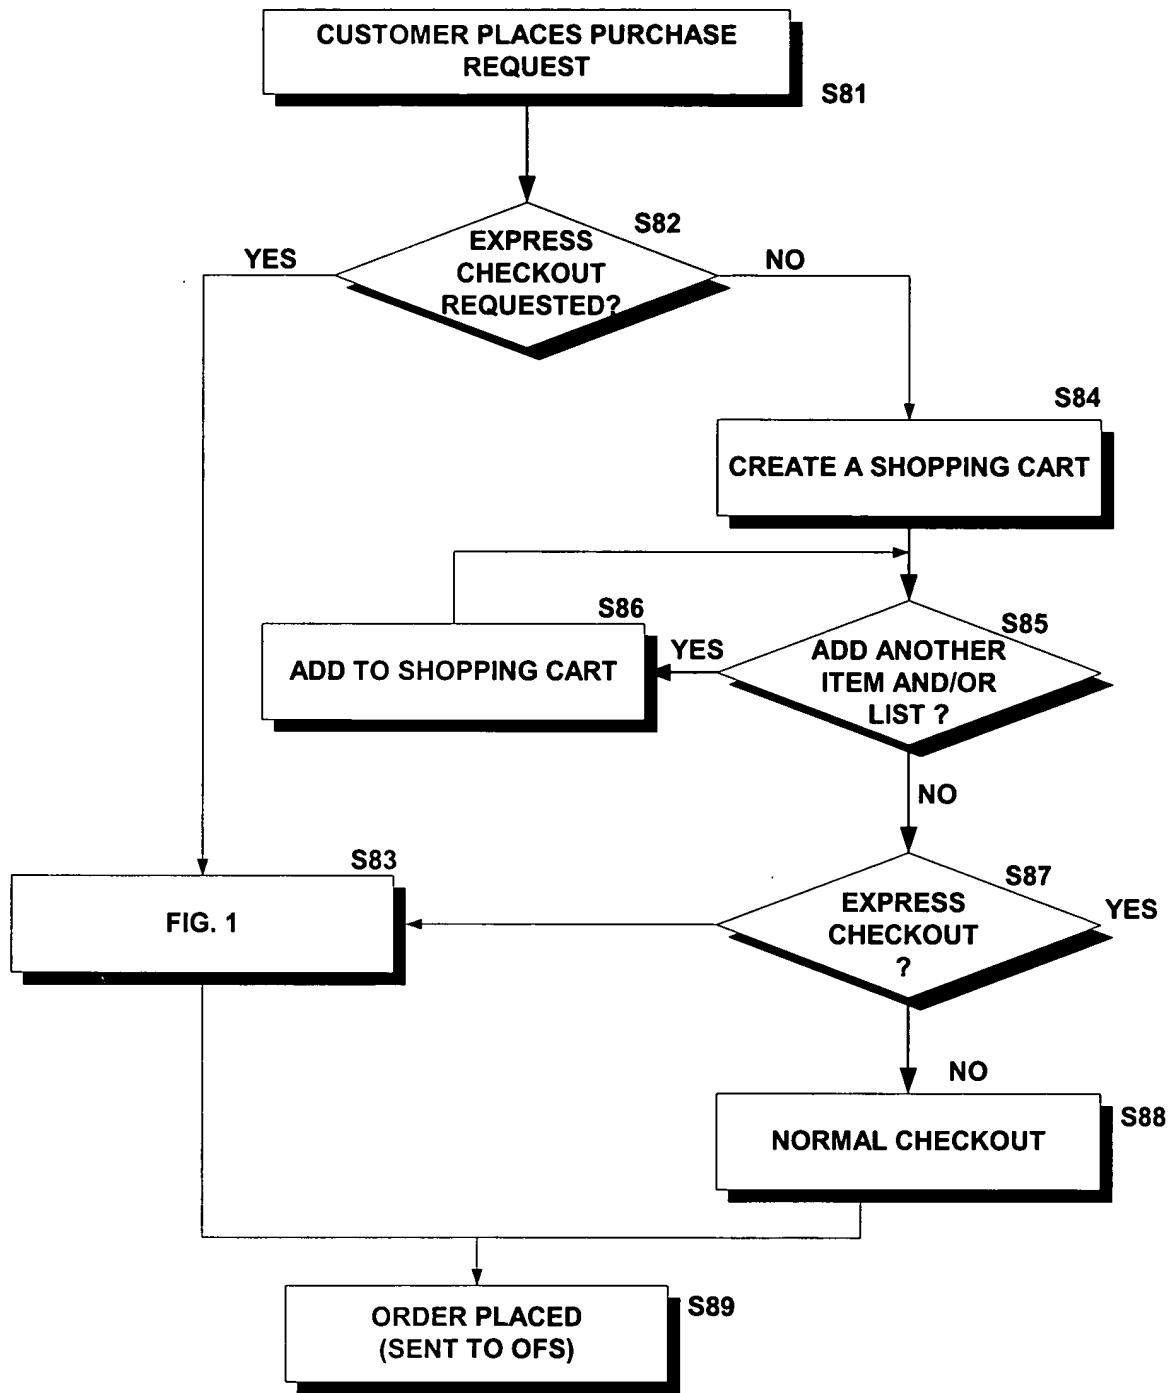 CUSTOMER PLACES PURCHASE
REQUEST
S81
S82
EXPRESS
CHECKOUT
REQUESTED?
YES
NO
S84
CREATE A SHOPPING CART
S86
ADD TO SHOPPING CART
YES
S85
ADD ANOTHER
ITEM AND/OR
LIST ?
NO
S83
FIG. 1
S87
EXPRESS
CHECKOUT
?
YES
NO
S88
NORMAL CHECKOUT
S89
ORDER PLACED
(SENT TO OFS)